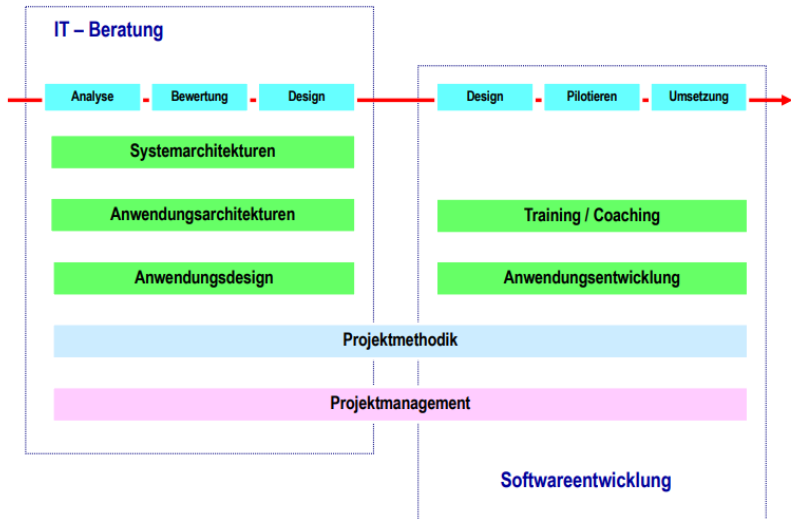 IT – Beratung
Analyse
Bewertung
Design
Design
Pilotieren
Umsetzung
Systemarchitekturen
Anwendungsarchitekturen
Training / Coaching
Anwendungsdesign
Anwendungsentwicklung
Projektmethodik
Projektmanagement
Softwareentwicklung